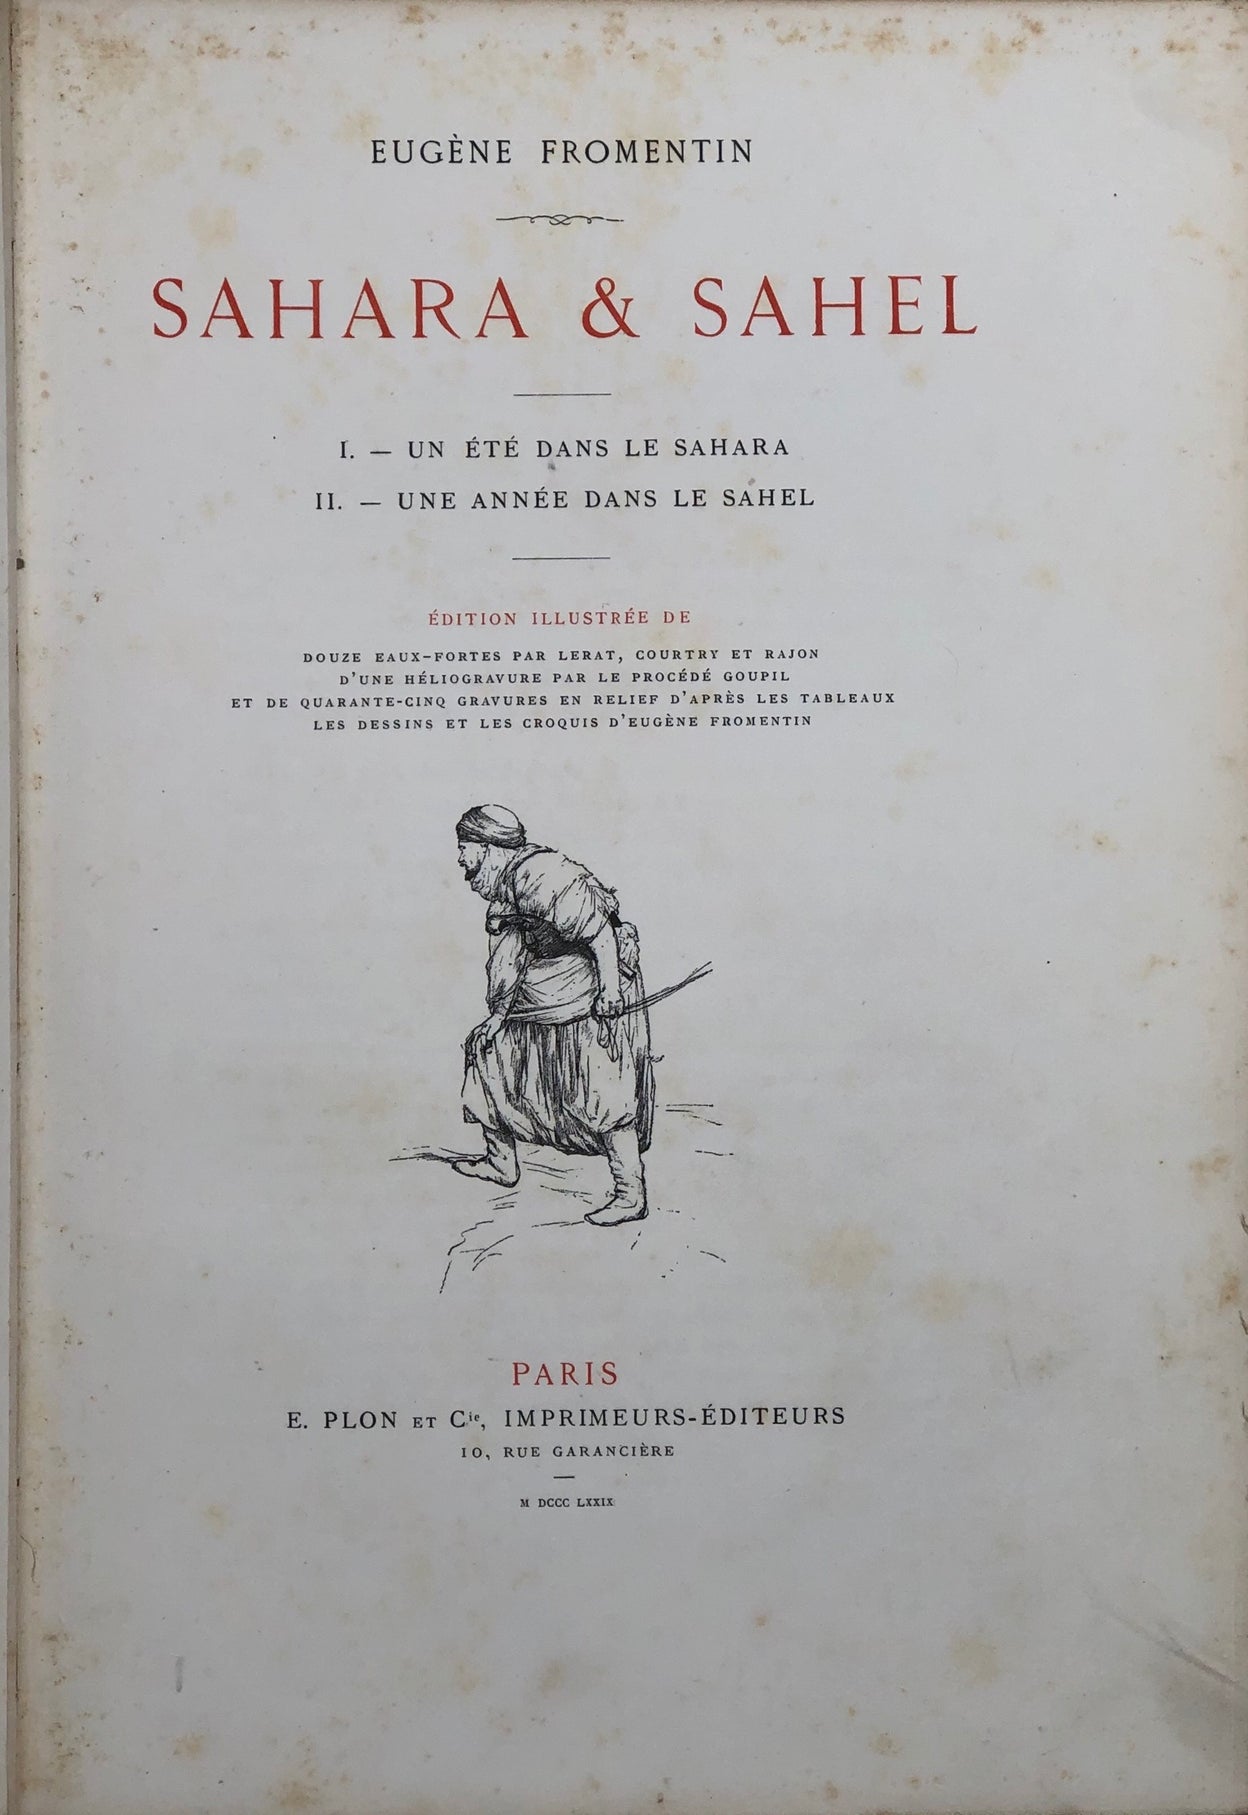 EUGÈNE FROMENTIN
SAHARA & SAHEL
I. — UN ÉTÉ DANS LE SAHARA
II. — UNE ANNÉE DANS LE SAHEL
ÉDITION ILLUSTRÉE DE
DOUZE EAUX-FORTES PAR LERAT, COURTRY ET RAJON
D'UNE HÉLIOGRAVURE PAR LE PROCÉDÉ GOUPIL
ET DE QUARANTE-CINQ GRAVURES EN RELIEF D'APRÈS LES TABLEAUX
LES DESSINS ET LES CROQUIS D'EUGÈNE FROMENTIN
PARIS
E. PLON ET Cie, IMPRIMEURS-ÉDITEURS
10, RUE GARANCIÈRE
M DCCC LXXIX